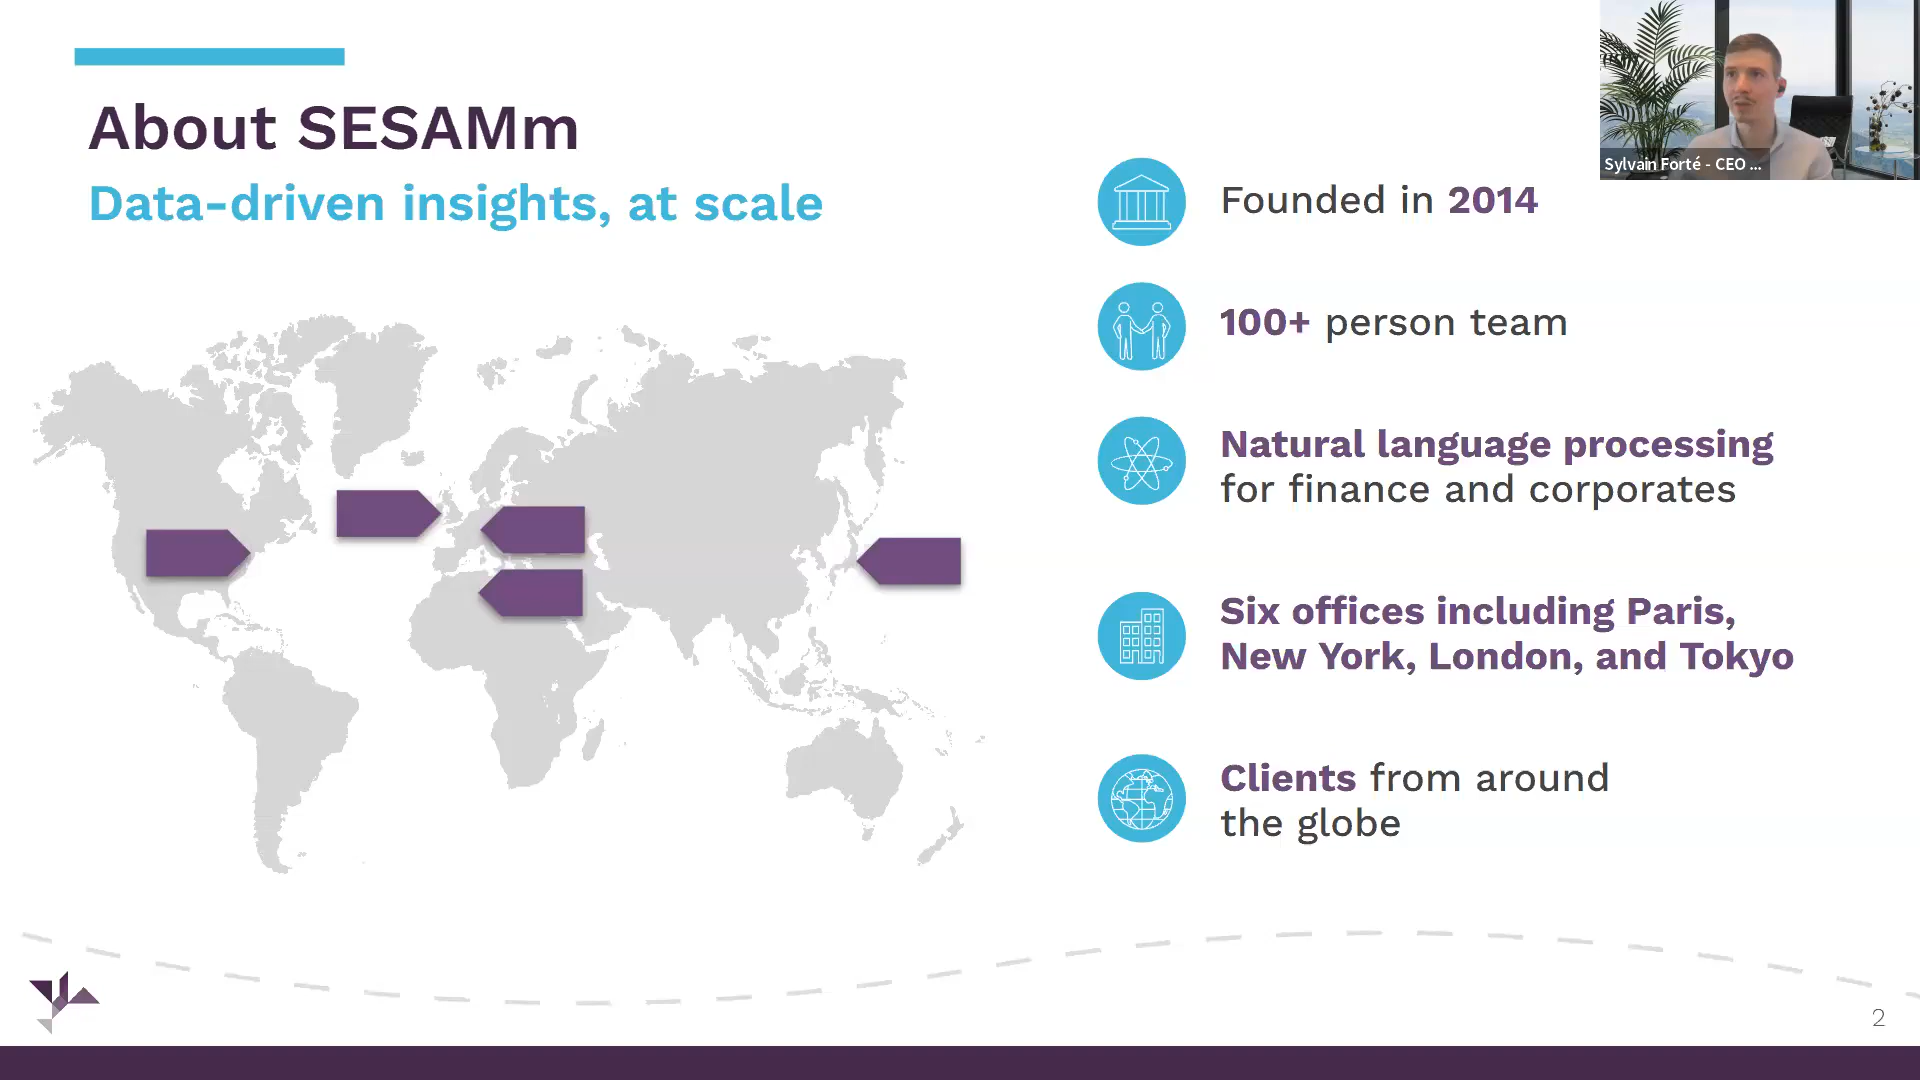 About SESAMm
Data-driven insights, at scale
Founded in 2014
100+ person team
Natural language processing
for finance and corporates
Six offices including Paris,
New York, London, and Tokyo
Clients from around
the globe
Sylvain Forté - CEO ...
2